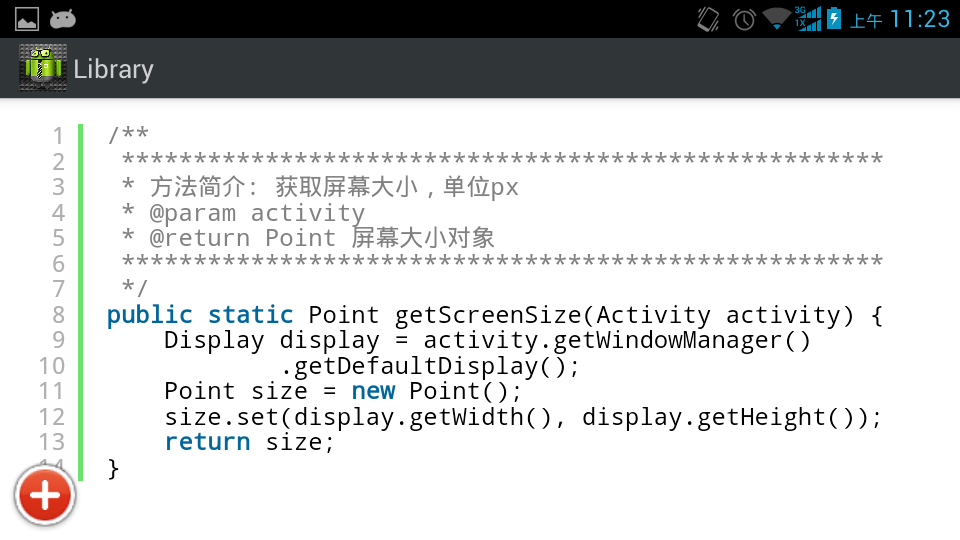 3G
1X
上午 11:23
Library
1 /**
2  *****************************************************
3  * 方法简介: 获取屏幕大小，单位px
4  * @param activity
5  * @return Point 屏幕大小对象
6  *****************************************************
7  */
8 public static Point getScreenSize(Activity activity) {
9     Display display = activity.getWindowManager()
10             .getDefaultDisplay();
11     Point size = new Point();
12     size.set(display.getWidth(), display.getHeight());
13     return size;
14 }